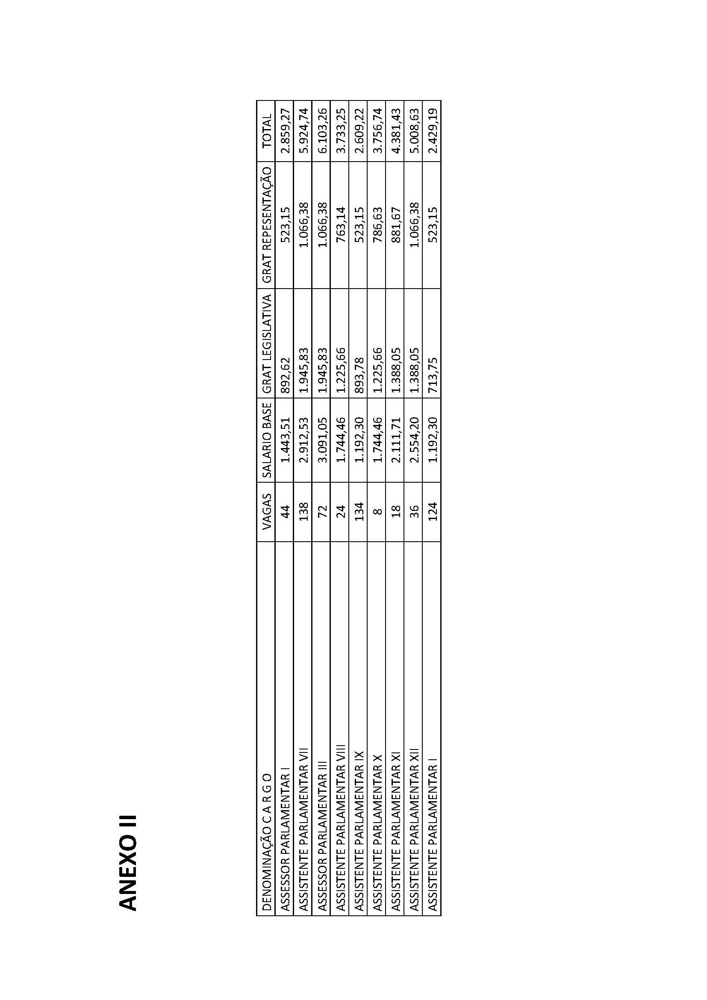 ANEXO II
DENOMINAÇÃO C A R G O VAGAS SALARIO BASE GRAT LEGISLATIVA GRAT REPESENTAÇÃO TOTAL
ASSESSOR PARLAMENTAR I 44 1.443,51 892,62 523,15 2.859,27
ASSISTENTE PARLAMENTAR VII 138 2.912,53 1.945,83 1.066,38 5.924,74
ASSESSOR PARLAMENTAR III 72 3.091,05 1.945,83 1.066,38 6.103,26
ASSISTENTE PARLAMENTAR VIII 24 1.744,46 1.225,66 763,14 3.733,25
ASSISTENTE PARLAMENTAR IX 134 1.192,30 893,78 523,15 2.609,22
ASSISTENTE PARLAMENTAR X 8 1.744,46 1.225,66 786,63 3.756,74
ASSISTENTE PARLAMENTAR XI 18 2.111,71 1.388,05 881,67 4.381,43
ASSISTENTE PARLAMENTAR XII 36 2.554,20 1.388,05 1.066,38 5.008,63
ASSISTENTE PARLAMENTAR I 124 1.192,30 713,75 523,15 2.429,19